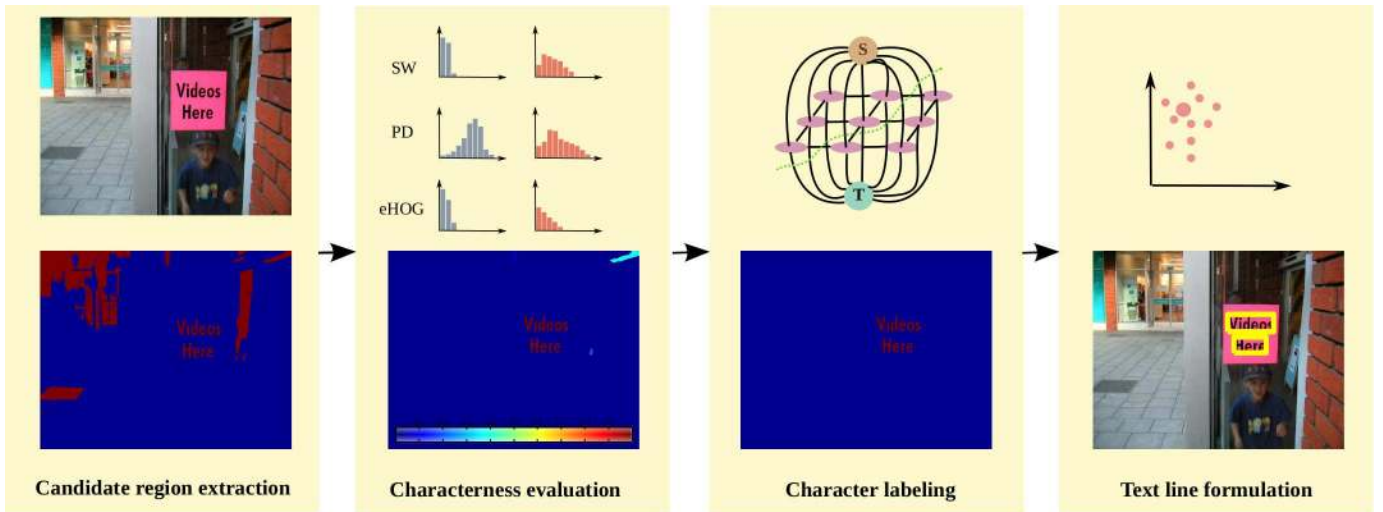 Videos
Here
SW
PD
eHOG
S
T
Videos
Here
Videos
Here
Videos
Here
Videos
Here
Candidate region extraction
Characterness evaluation
Character labeling
Text line formulation